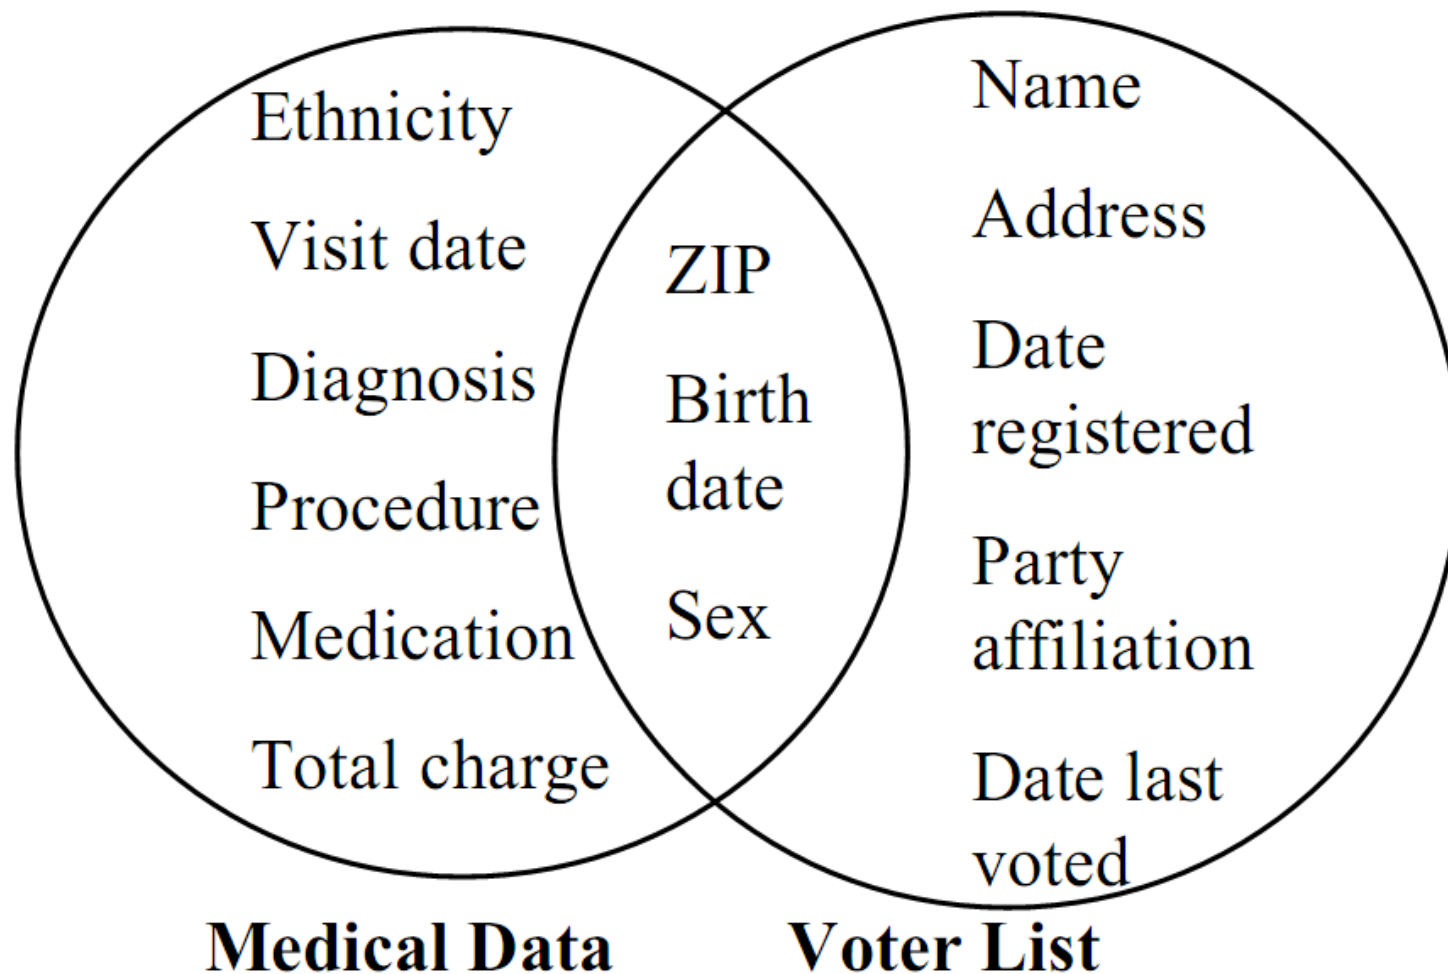 Ethnicity
Visit date
Diagnosis
Procedure
Medication
Total charge
ZIP
Birth
date
Sex
Name
Address
Date
registered
Party
affiliation
Date last
voted
Medical Data
Voter List